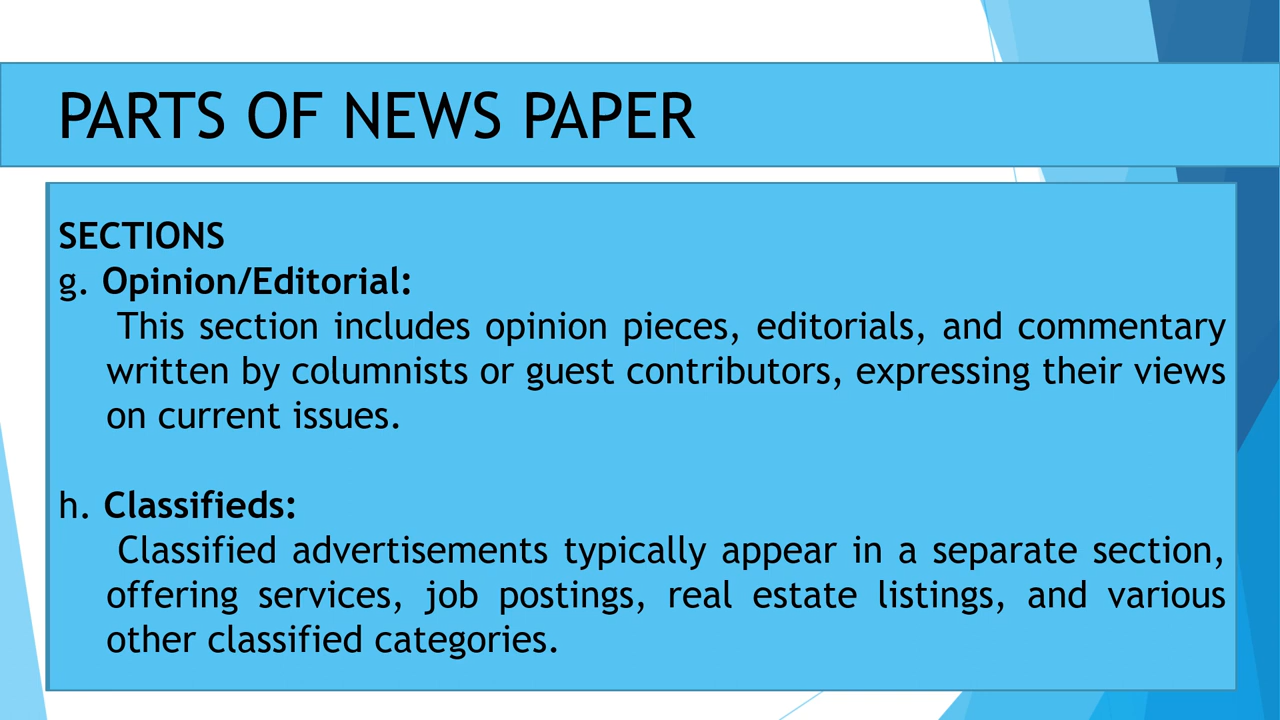 PARTS OF NEWS PAPER
SECTIONS
g. Opinion/Editorial:
This section includes opinion pieces, editorials, and commentary
written by columnists or guest contributors, expressing their views
on current issues.
h. Classifieds:
Classified advertisements typically appear in a separate section,
offering services, job postings, real estate listings, and various
other classified categories.